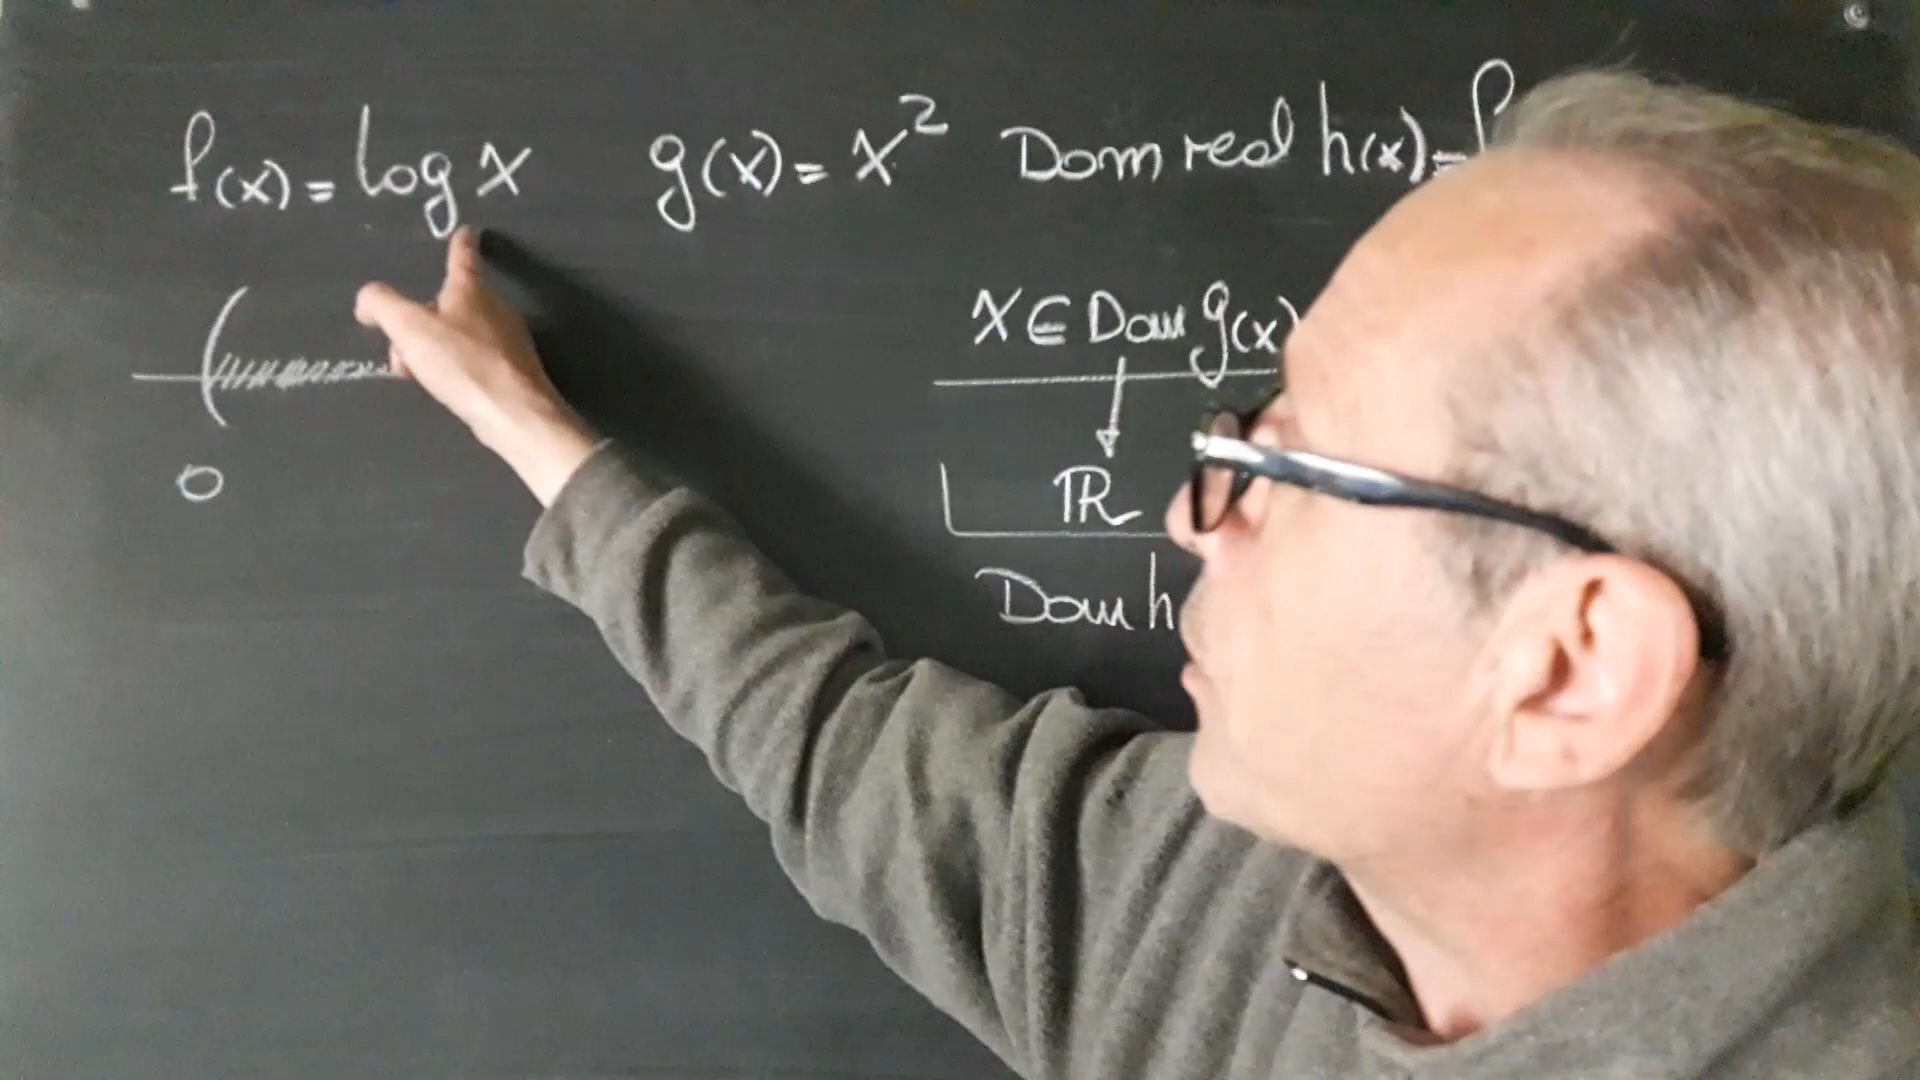 f(x) = log x g(x) = x² Dom real h(x) = f
x ∈ Dom g(x)
ℝ
0
Dom h